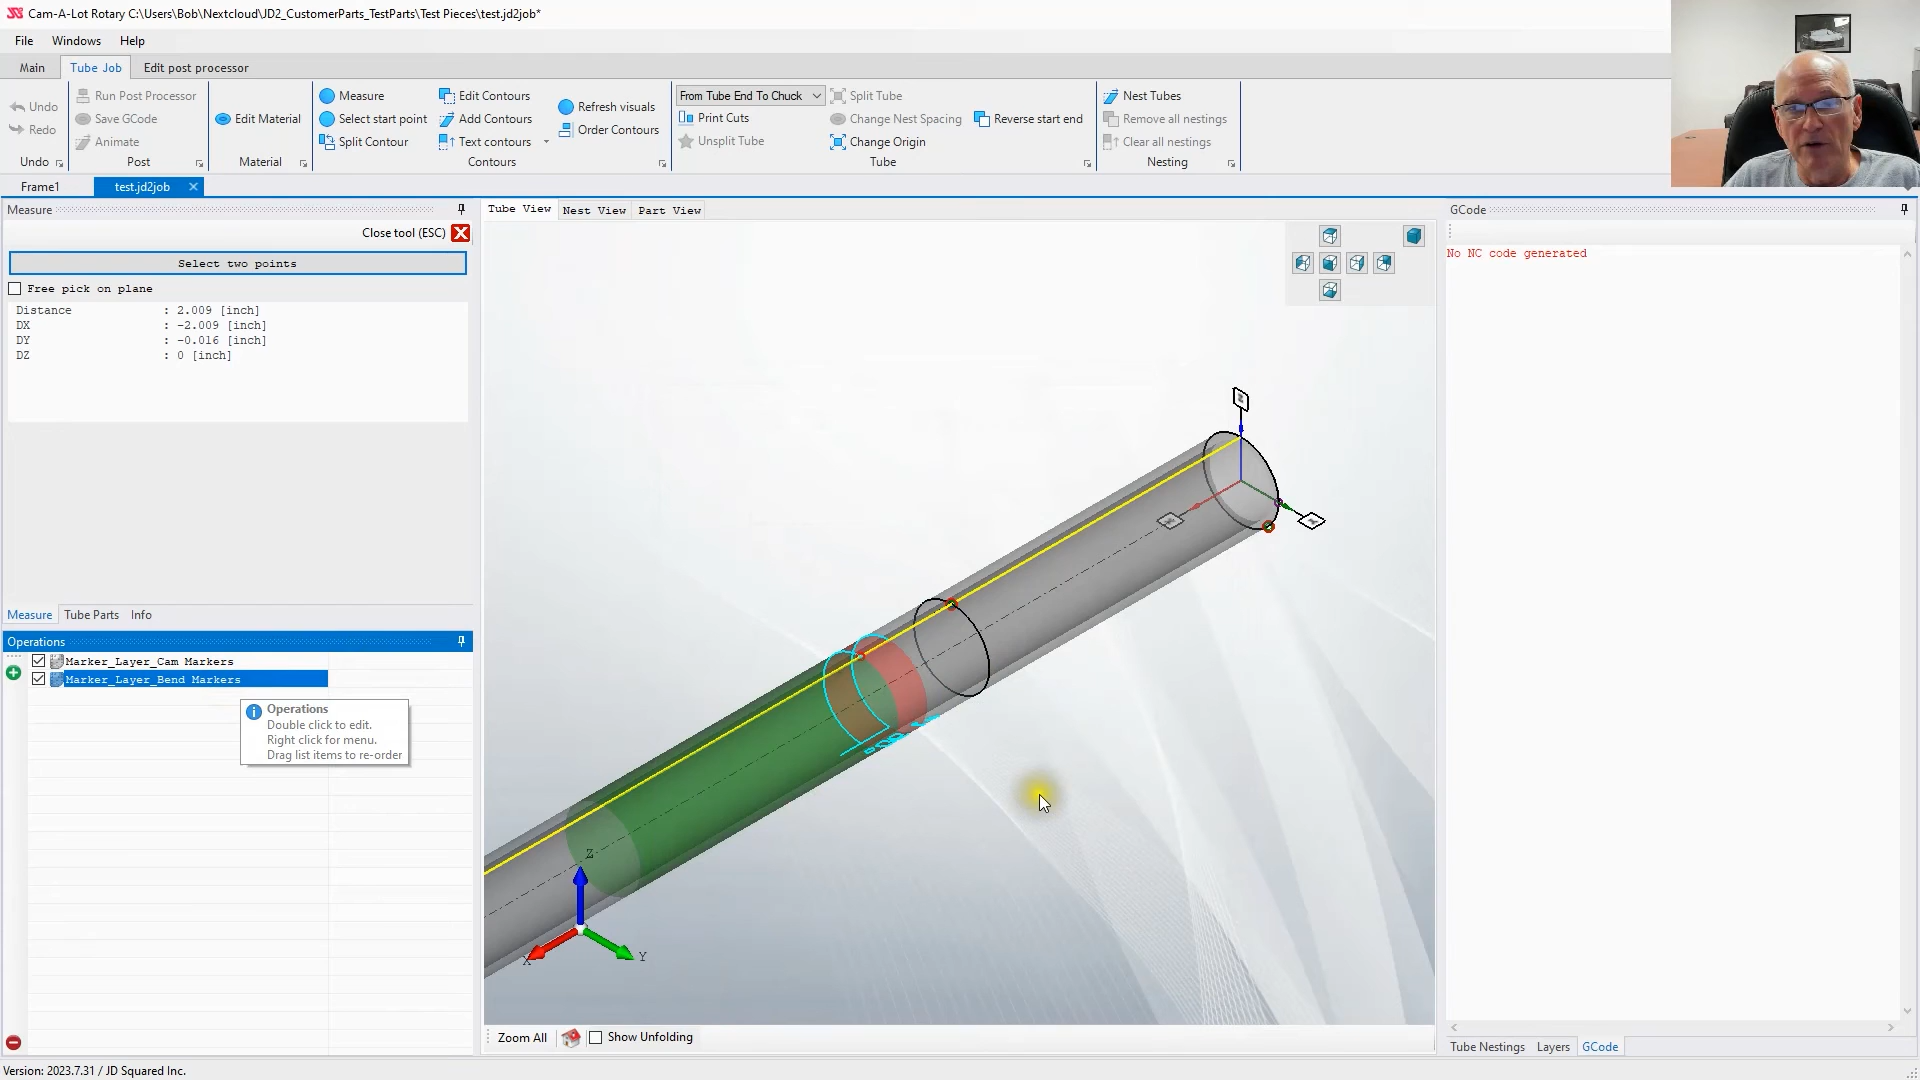 Cam-A-Lot Rotary C:\Users\Bob\Nextcloud\JD2_CustomerParts_TestParts\Test Pieces\test.jd2job*
File Windows Help
Main Tube Job Edit post processor
Undo
Redo
Undo
Run Post Processor
Save GCode
Animate
Post
Edit Material
Material
Measure
Select start point
Split Contour
Edit Contours
Add Contours
Text contours
Refresh visuals
Order Contours
Contours
From Tube End To Chuck
Print Cuts
Unsplit Tube
Split Tube
Change Nest Spacing
Change Origin
Reverse start end
Tube
Nest Tubes
Remove all nestings
Clear all nestings
Nesting
Frame1 test.jd2job
Measure
Close tool (ESC)
Select two points
Free pick on plane
Distance : 2.009 [inch]
DX : -2.009 [inch]
DY : -0.016 [inch]
DZ : 0 [inch]
Measure Tube Parts Info
Operations
Marker_Layer_Cam Markers
Marker_Layer_Bend Markers
Operations
Double click to edit.
Right click for menu.
Drag list items to re-order
Tube View Nest View Part View
Z
X
Y
Zoom All Show Unfolding
GCode
No NC code generated
Tube Nestings Layers GCode
Version: 2023.7.31 / JD Squared Inc.